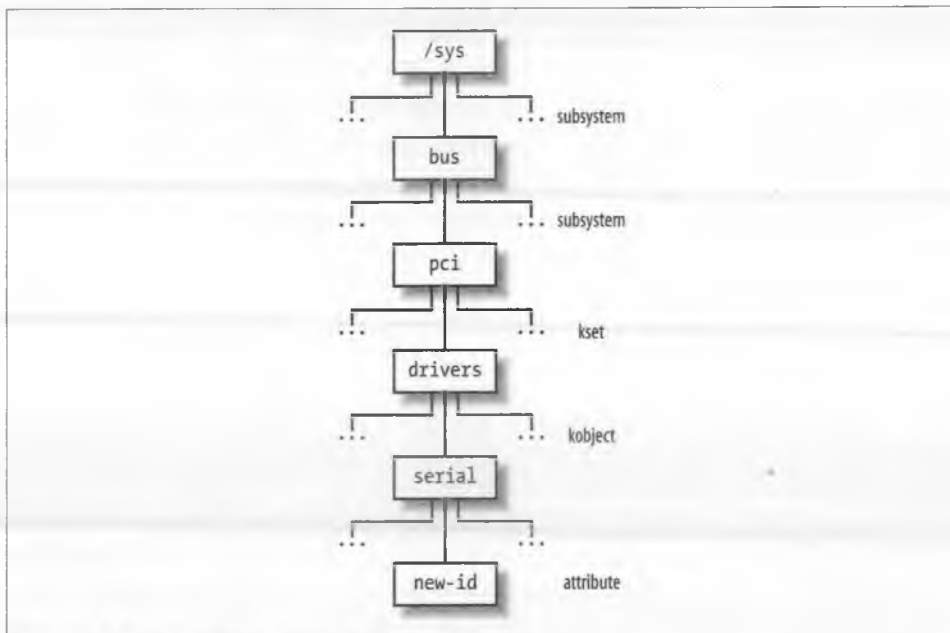 /sys
... ... subsystem
bus
... ... subsystem
pci
... ... kset
drivers
... ... kobject
serial
... ...
new-id attribute